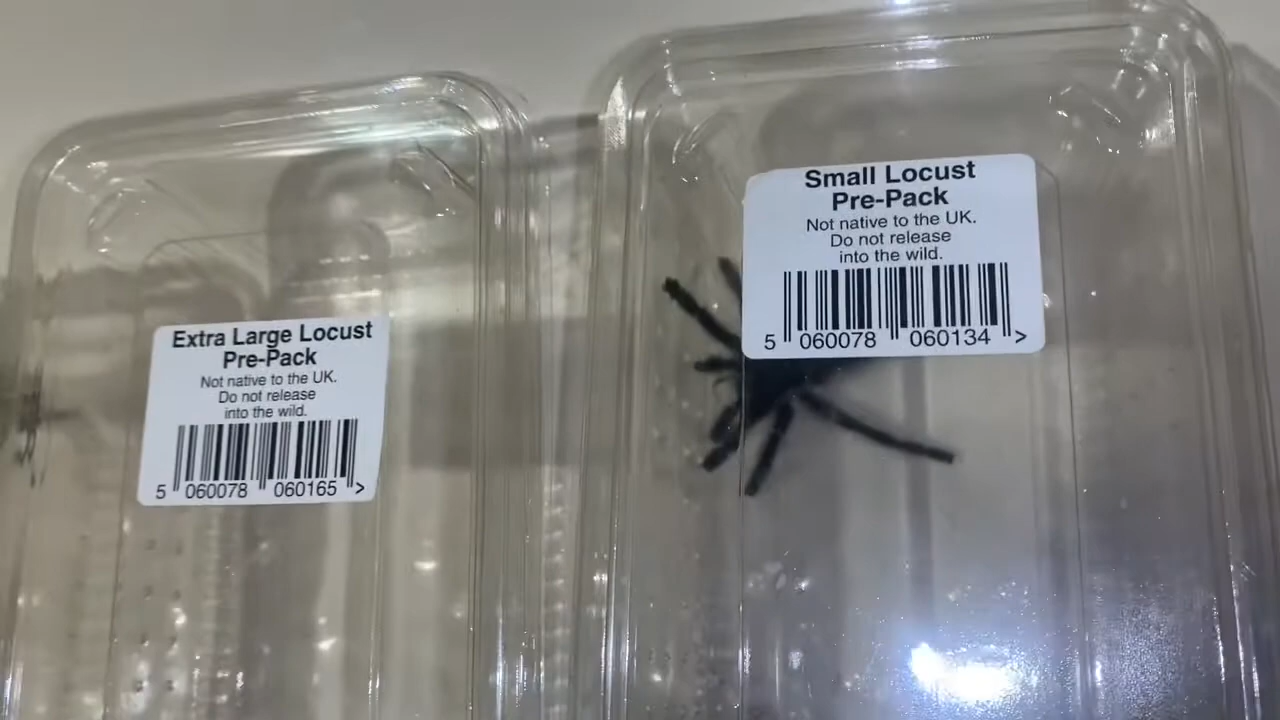 Extra Large Locust
Pre-Pack
Not native to the UK.
Do not release
into the wild.
5 060078 060165 >
Small Locust
Pre-Pack
Not native to the UK.
Do not release
into the wild.
5 060078 060134 >